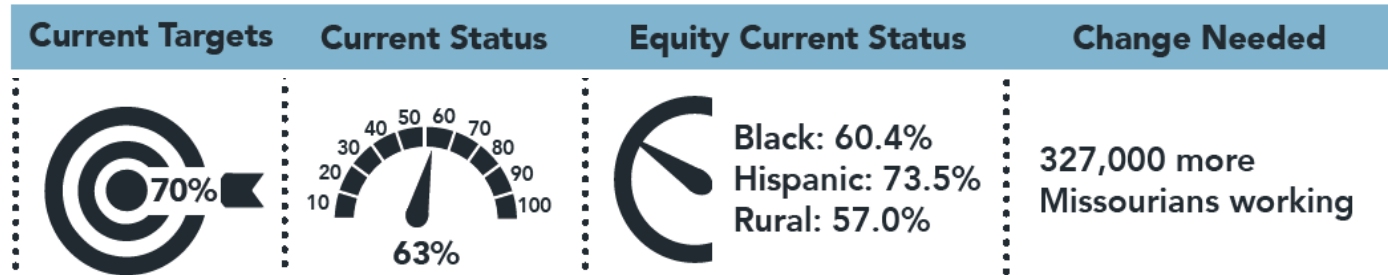 Current Targets
Current Status
Equity Current Status
Change Needed
70%
10
20
30
40
50
60
70
80
90
100
63%
Black: 60.4%
Hispanic: 73.5%
Rural: 57.0%
327,000 more
Missourians working